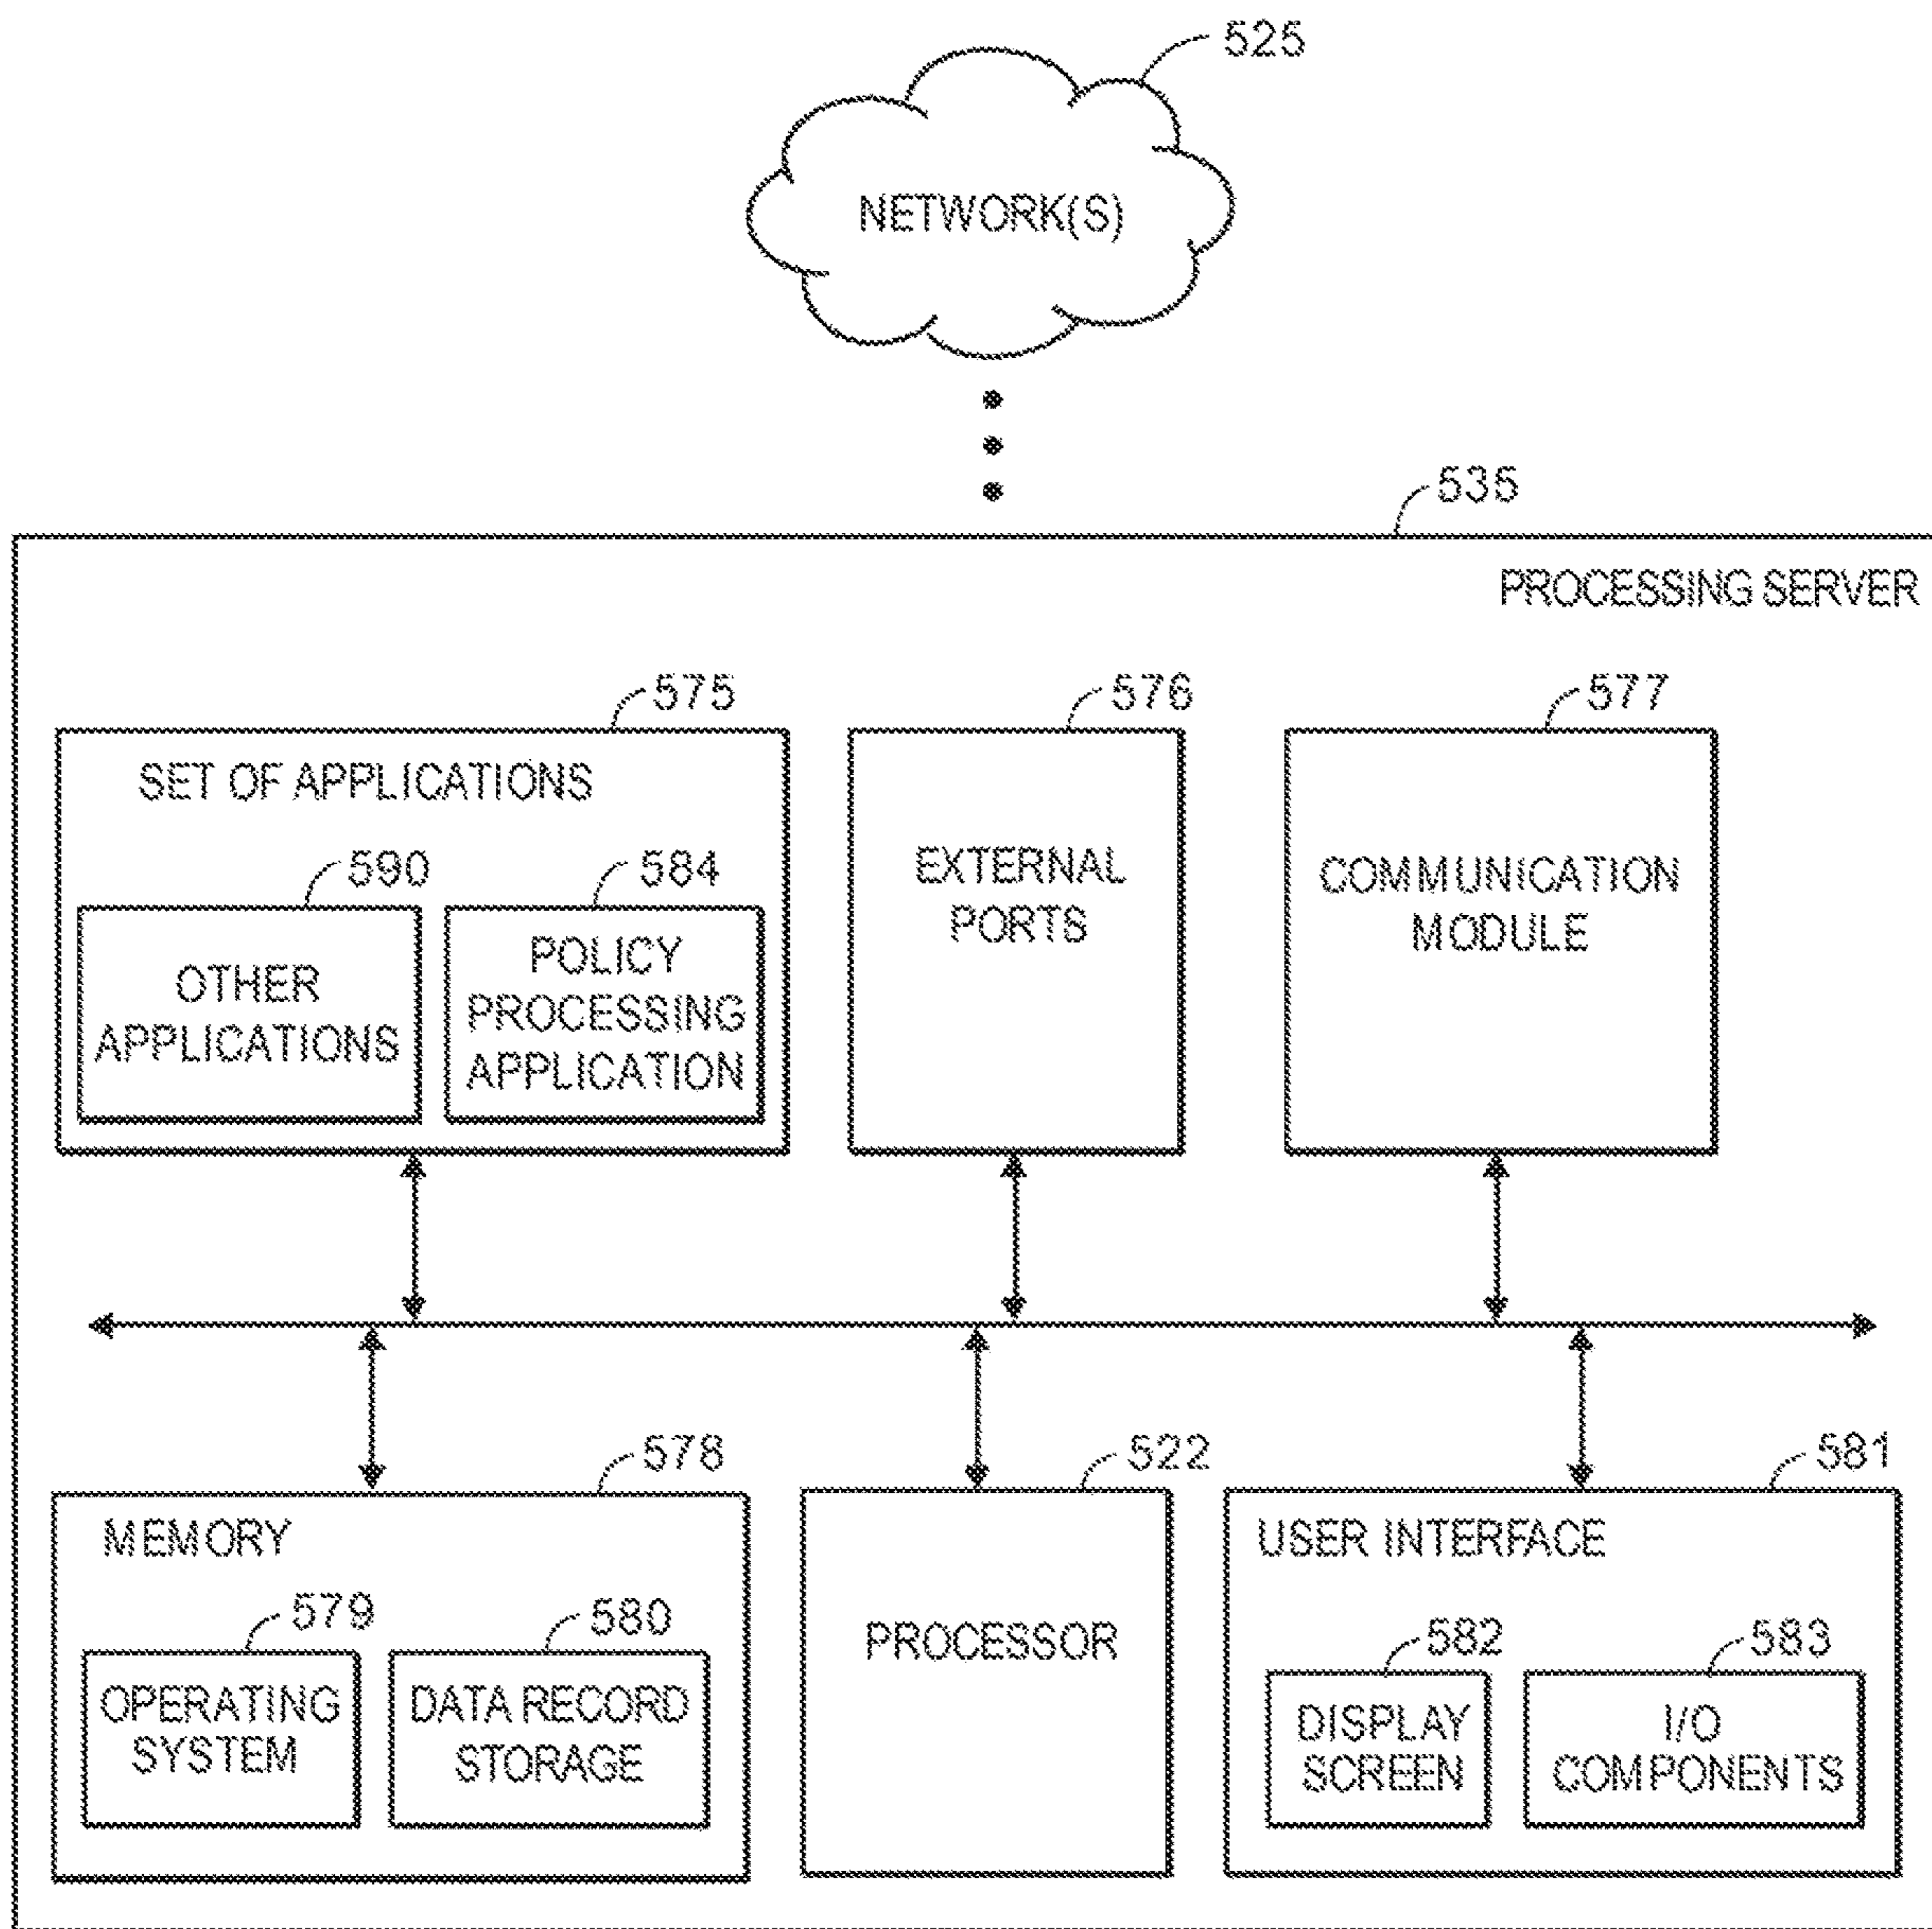 525
NETWORK(S)
535
PROCESSING SERVER
575
SET OF APPLICATIONS
590
OTHER
APPLICATIONS
584
POLICY
PROCESSING
APPLICATION
576
EXTERNAL
PORTS
577
COMMUNICATION
MODULE
578
MEMORY
579
OPERATING
SYSTEM
580
DATA RECORD
STORAGE
522
PROCESSOR
581
USER INTERFACE
582
DISPLAY
SCREEN
583
I/O
COMPONENTS